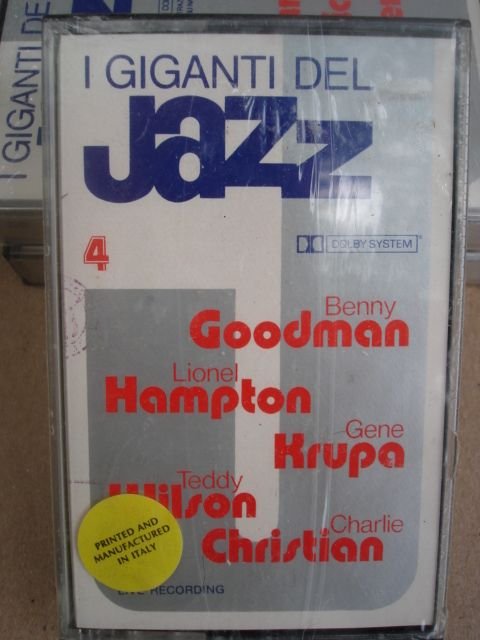 I GIGANTI DE
I GIGANTI DEL
Jazz
4
DOLBY SYSTEM
Benny
Goodman
Lionel
Hampton
Gene
Krupa
Teddy
Wilson
Charlie
Christian
PRINTED AND
MANUFACTURED
IN ITALY
LIVE RECORDING